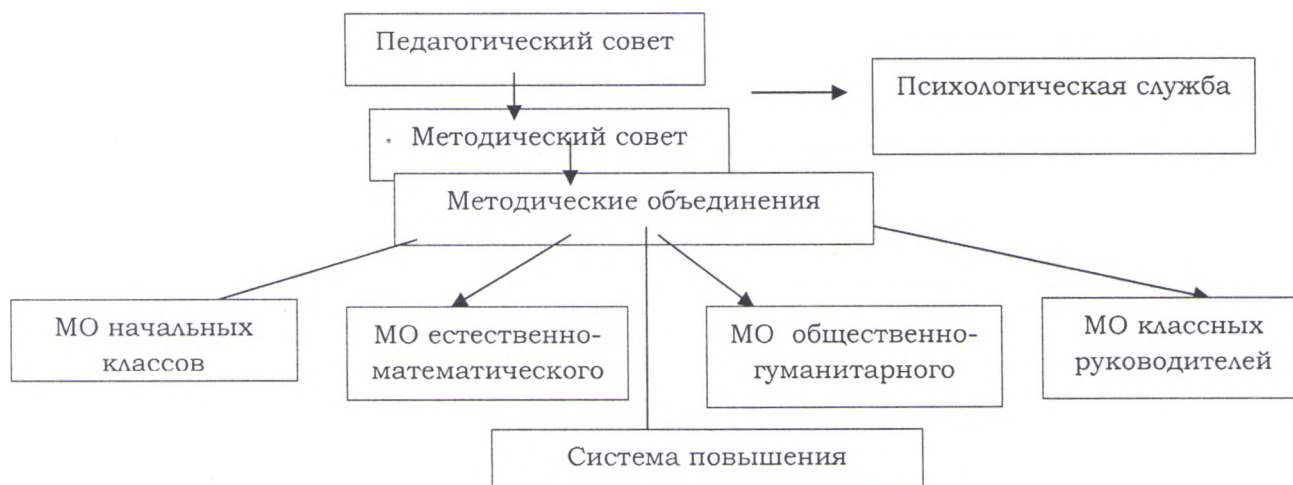 Педагогический совет
Психологическая служба
Методический совет
Методические объединения
МО начальных
классов
МО естественно-
математического
МО общественно-
гуманитарного
МО классных
руководителей
Система повышения